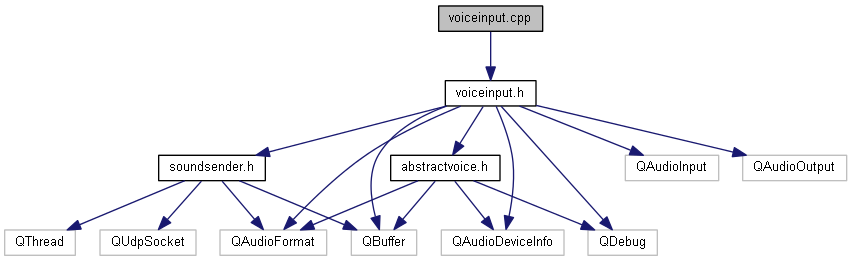 voiceinput.cpp
voiceinput.h
soundsender.h
abstractvoice.h
QAudioInput
QAudioOutput
QThread
QUdpSocket
QAudioFormat
QBuffer
QAudioDeviceInfo
QDebug